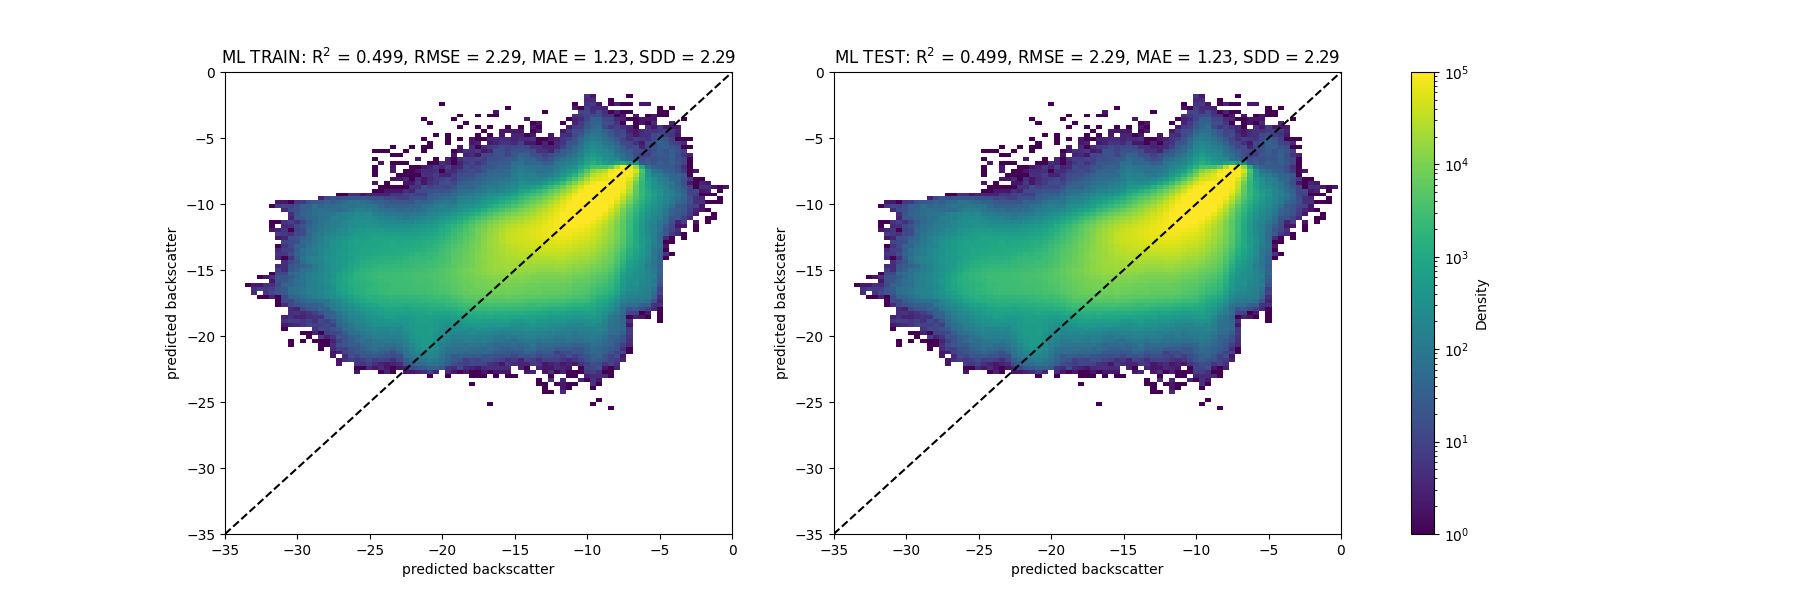 ML TRAIN: R² = 0.499, RMSE = 2.29, MAE = 1.23, SDD = 2.29
0
−5
−10
−15
−20
−25
−30
−35
predicted backscatter
−35 −30 −25 −20 −15 −10 −5 0
predicted backscatter
ML TEST: R² = 0.499, RMSE = 2.29, MAE = 1.23, SDD = 2.29
0
−5
−10
−15
−20
−25
−30
−35
predicted backscatter
−35 −30 −25 −20 −15 −10 −5 0
predicted backscatter
10⁵
10⁴
10³
10²
10¹
10⁰
Density